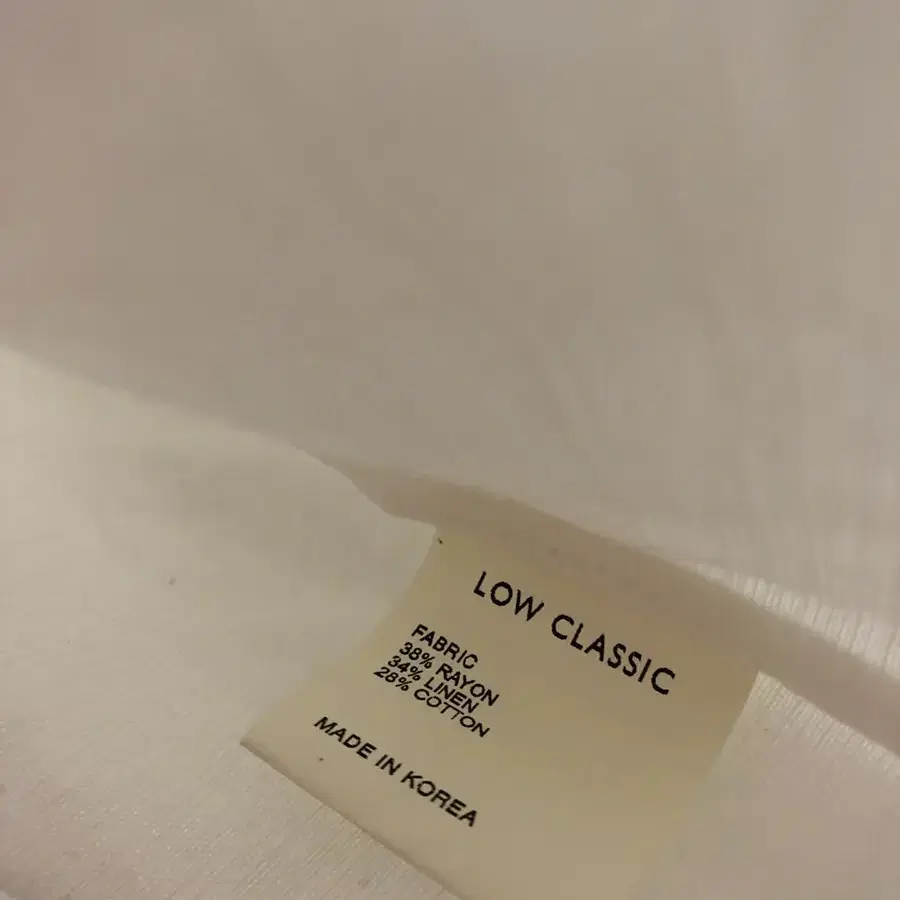 LOW CLASSIC
FABRIC
38% RAYON
34% LINEN
28% COTTON
MADE IN KOREA